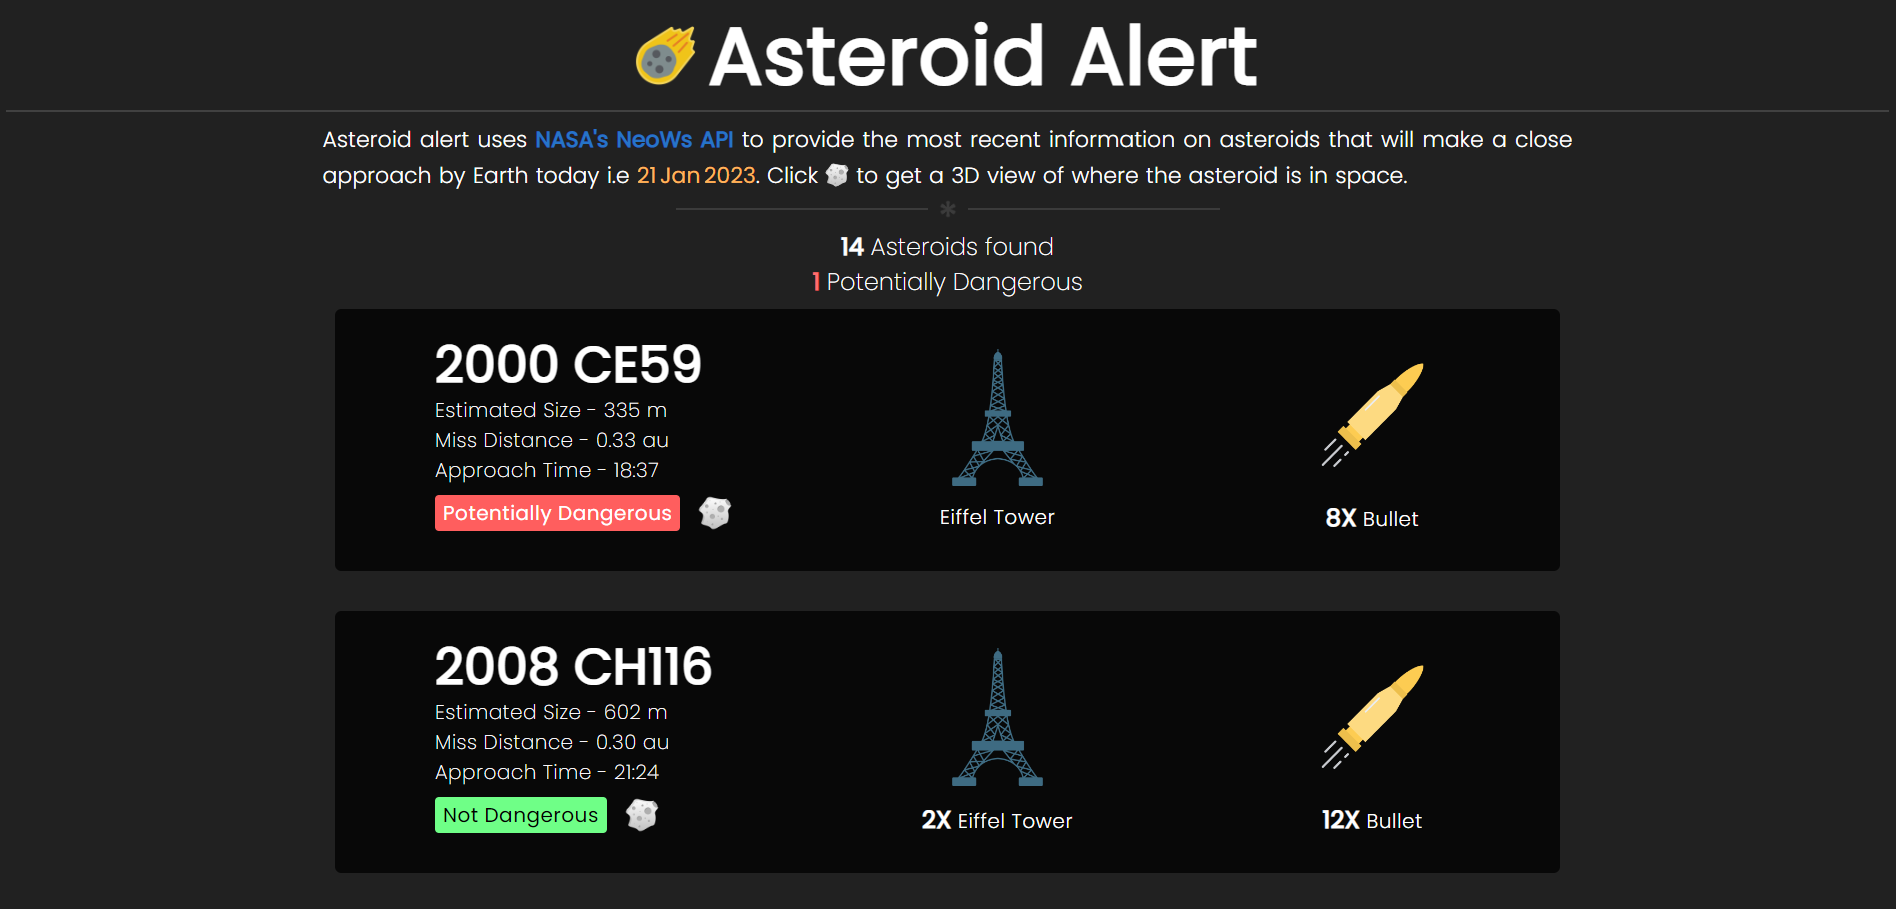 Asteroid Alert
Asteroid alert uses NASA's NeoWs API to provide the most recent information on asteroids that will make a close
approach by Earth today i.e 21 Jan 2023. Click to get a 3D view of where the asteroid is in space.
14 Asteroids found
1 Potentially Dangerous
2000 CE59
Estimated Size - 335 m
Miss Distance - 0.33 au
Approach Time - 18:37
Potentially Dangerous
Eiffel Tower
8X Bullet
2008 CH116
Estimated Size - 602 m
Miss Distance - 0.30 au
Approach Time - 21:24
Not Dangerous
2X Eiffel Tower
12X Bullet